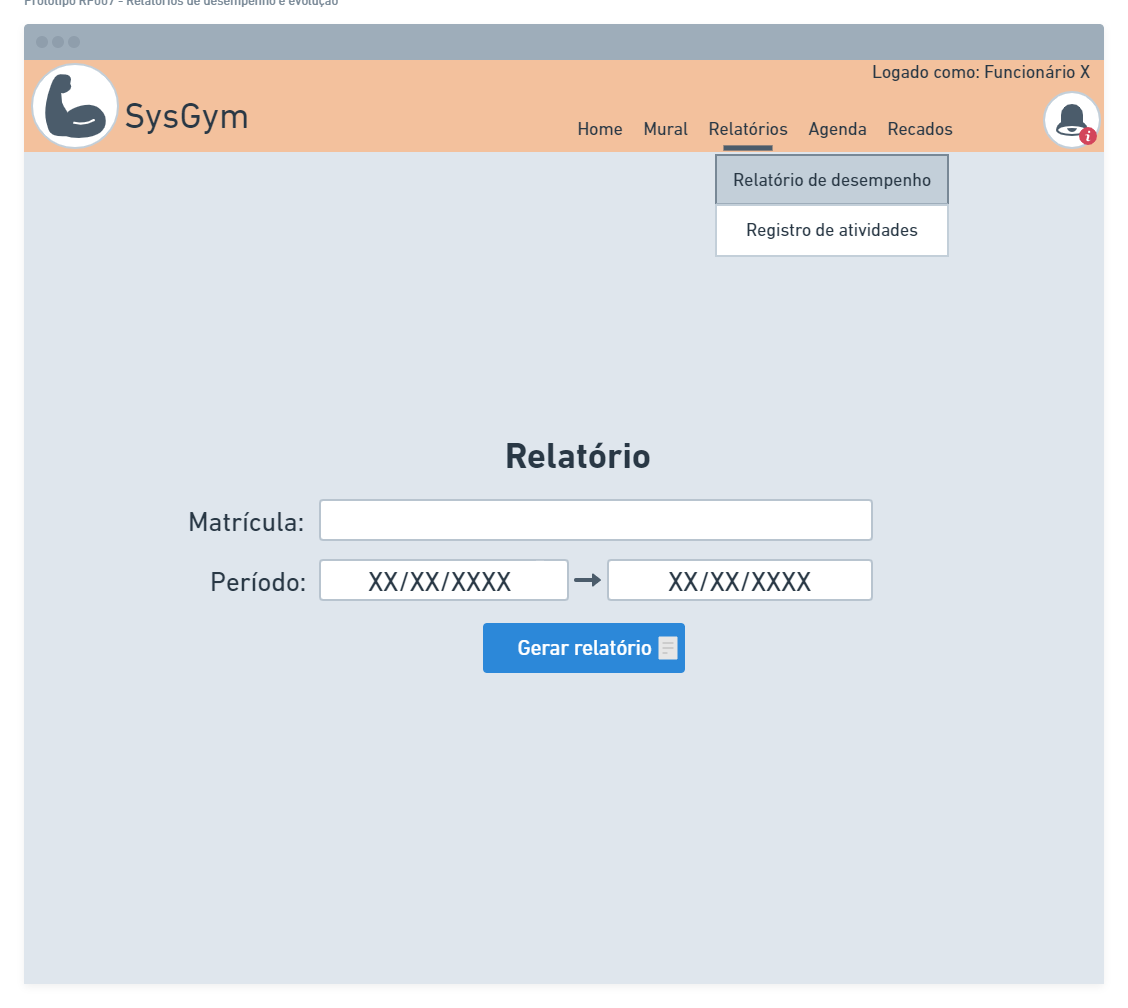 Protótipo RF007 - Relatórios de desempenho e evolução
Logado como: Funcionário X
SysGym
Home Mural Relatórios Agenda Recados
i
Relatório de desempenho
Registro de atividades
Relatório
Matrícula:
Período: XX/XX/XXXX XX/XX/XXXX
Gerar relatório